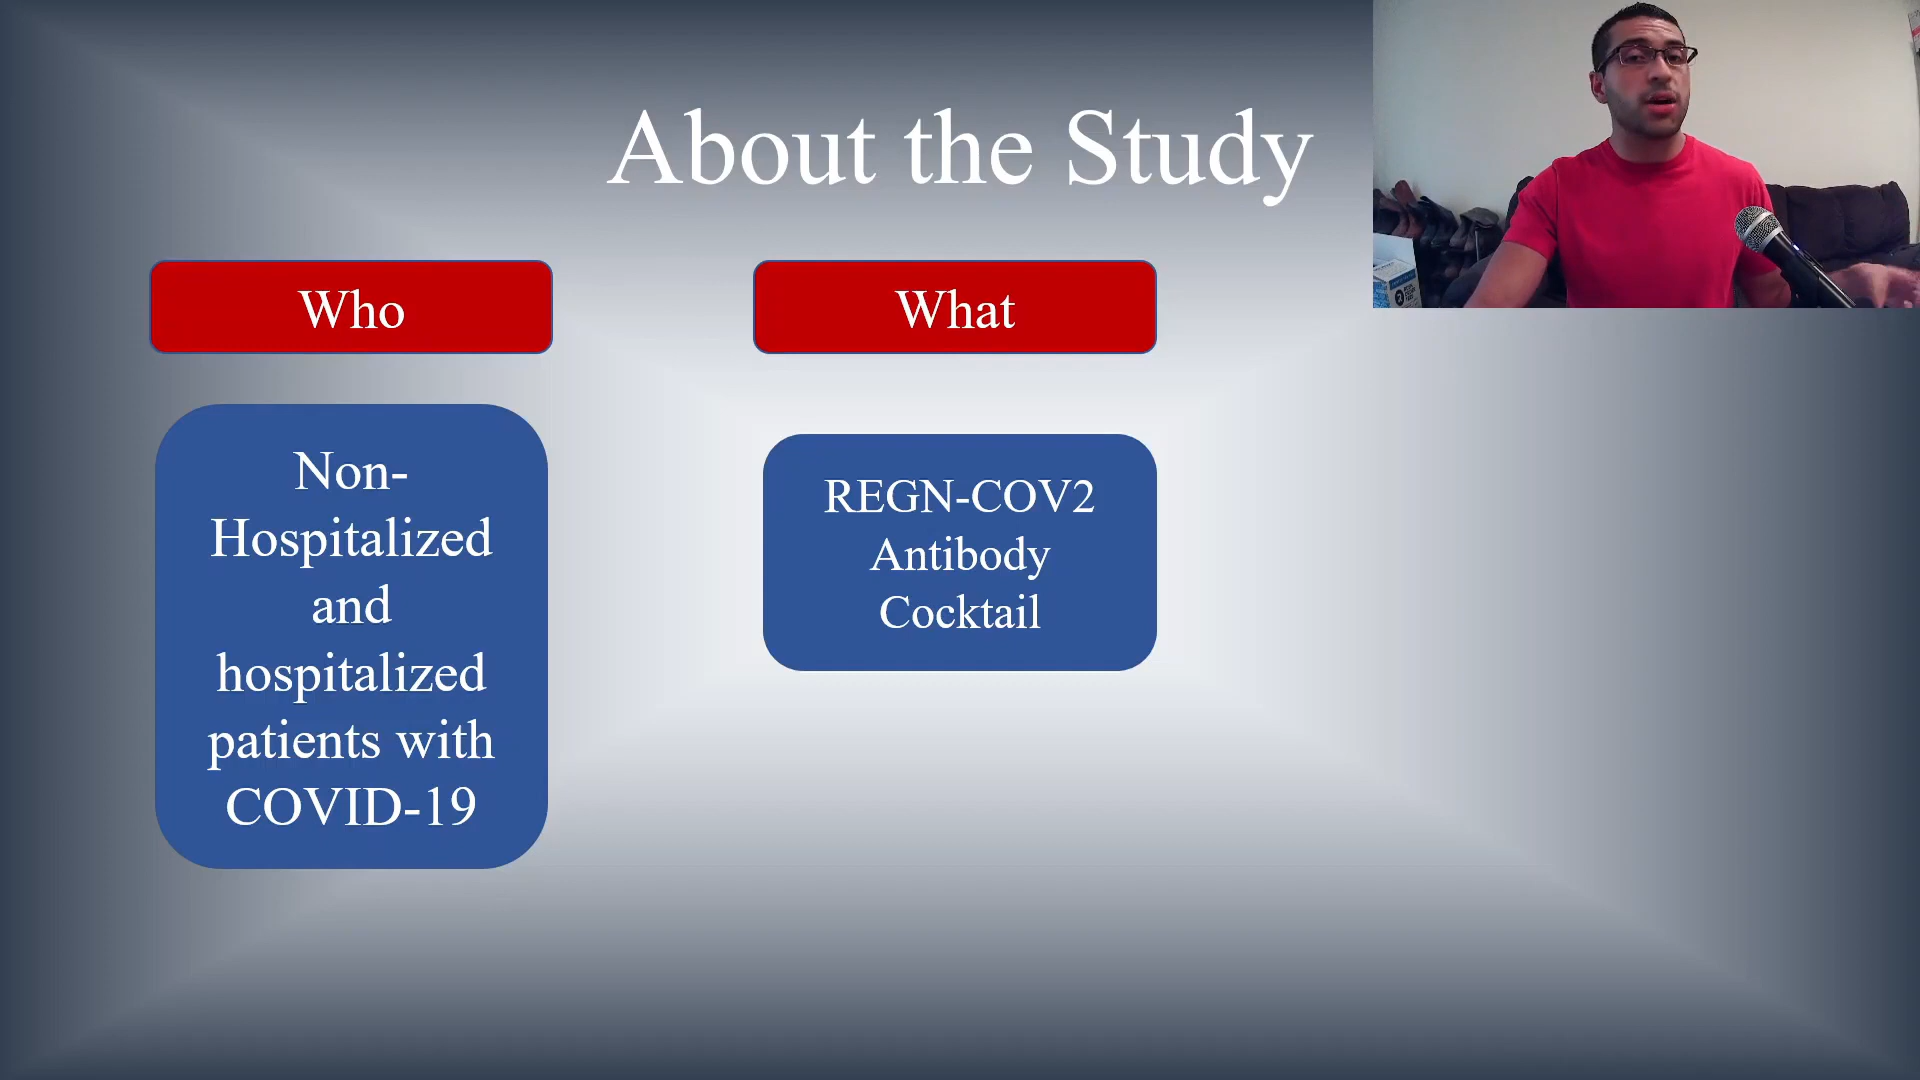 About the Study
Who
What
Non-
Hospitalized
and
hospitalized
patients with
COVID-19
REGN-COV2
Antibody
Cocktail